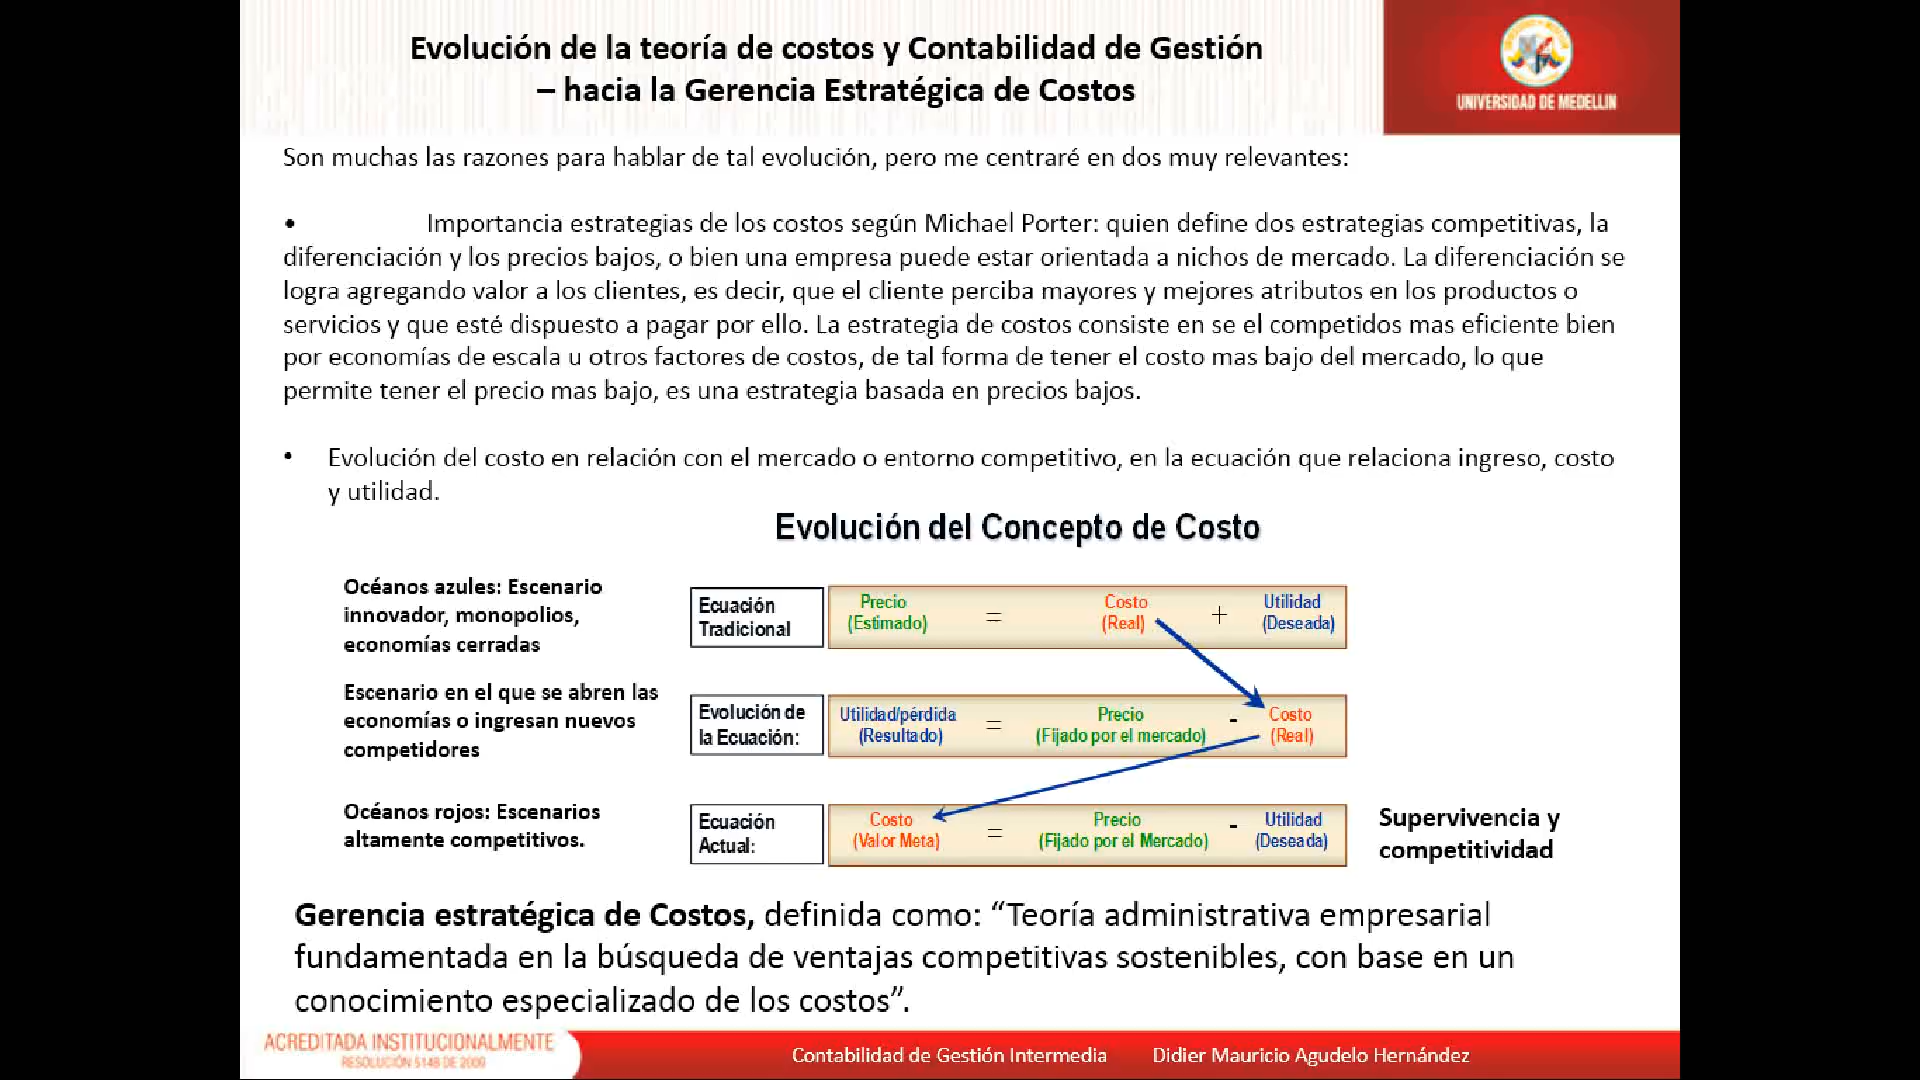 Evolución de la teoría de costos y Contabilidad de Gestión
– hacia la Gerencia Estratégica de Costos
UNIVERSIDAD DE MEDELLIN
Son muchas las razones para hablar de tal evolución, pero me centraré en dos muy relevantes:
• Importancia estrategias de los costos según Michael Porter: quien define dos estrategias competitivas, la
diferenciación y los precios bajos, o bien una empresa puede estar orientada a nichos de mercado. La diferenciación se
logra agregando valor a los clientes, es decir, que el cliente perciba mayores y mejores atributos en los productos o
servicios y que esté dispuesto a pagar por ello. La estrategia de costos consiste en se el competidos mas eficiente bien
por economías de escala u otros factores de costos, de tal forma de tener el costo mas bajo del mercado, lo que
permite tener el precio mas bajo, es una estrategia basada en precios bajos.
• Evolución del costo en relación con el mercado o entorno competitivo, en la ecuación que relaciona ingreso, costo
y utilidad.
Evolución del Concepto de Costo
Océanos azules: Escenario
innovador, monopolios,
economías cerradas
Ecuación
Tradicional
Precio = Costo + Utilidad
(Estimado) (Real) (Deseada)
Escenario en el que se abren las
economías o ingresan nuevos
competidores
Evolución de
la Ecuación:
Utilidad/pérdida = Precio - Costo
(Resultado) (Fijado por el mercado) (Real)
Océanos rojos: Escenarios
altamente competitivos.
Ecuación
Actual:
Costo = Precio - Utilidad
(Valor Meta) (Fijado por el Mercado) (Deseada)
Supervivencia y
competitividad
Gerencia estratégica de Costos, definida como: “Teoría administrativa empresarial
fundamentada en la búsqueda de ventajas competitivas sostenibles, con base en un
conocimiento especializado de los costos”.
ACREDITADA INSTITUCIONALMENTE
RESOLUCIÓN 5148 DE 2009
Contabilidad de Gestión Intermedia Didier Mauricio Agudelo Hernández